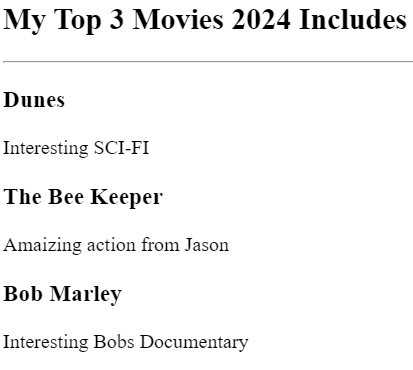 My Top 3 Movies 2024 Includes
Dunes
Interesting SCI-FI
The Bee Keeper
Amaizing action from Jason
Bob Marley
Interesting Bobs Documentary